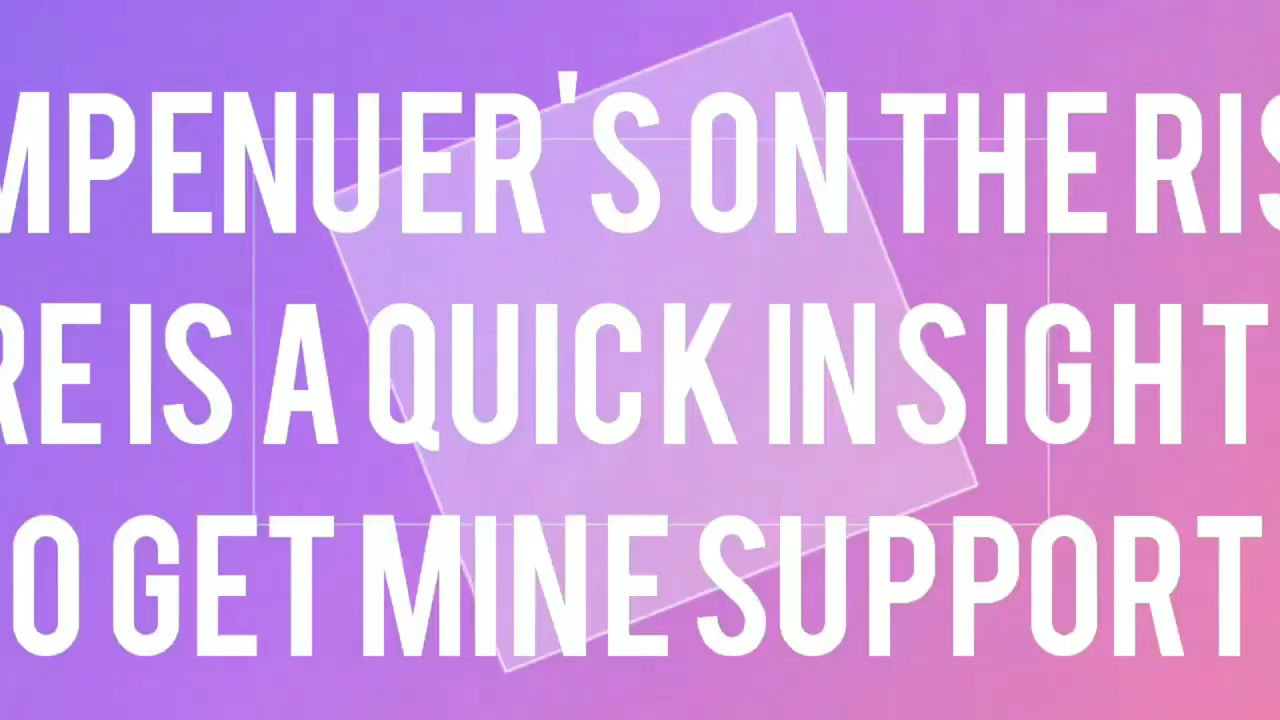 MPENUER'S ON THE RIS
RE IS A QUICK INSIGHT
O GET MINE SUPPORT